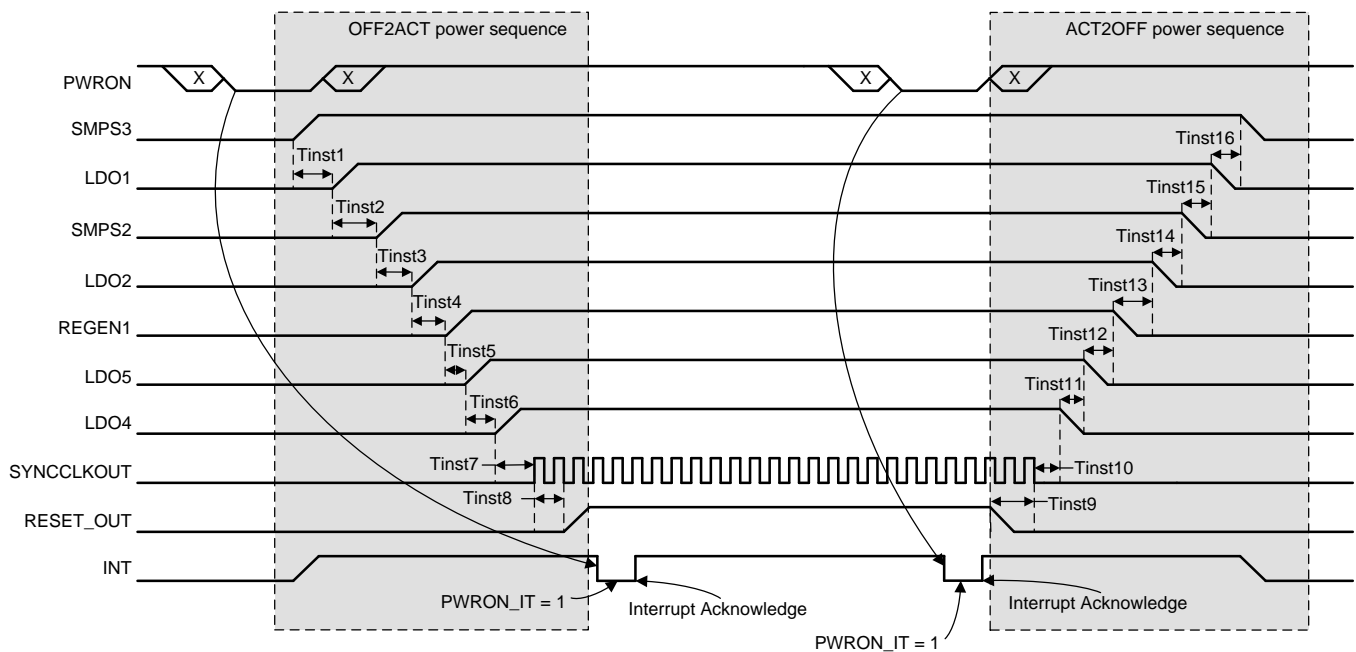 OFF2ACT power sequence
ACT2OFF power sequence
PWRON
X
X
X
X
SMPS3
Tinst1
Tinst16
LDO1
Tinst2
Tinst15
SMPS2
Tinst3
Tinst14
LDO2
Tinst4
Tinst13
REGEN1
Tinst5
Tinst12
LDO5
Tinst6
Tinst11
LDO4
Tinst7
Tinst10
SYNCCLKOUT
Tinst8
Tinst9
RESET_OUT
INT
PWRON_IT = 1
Interrupt Acknowledge
Interrupt Acknowledge
PWRON_IT = 1